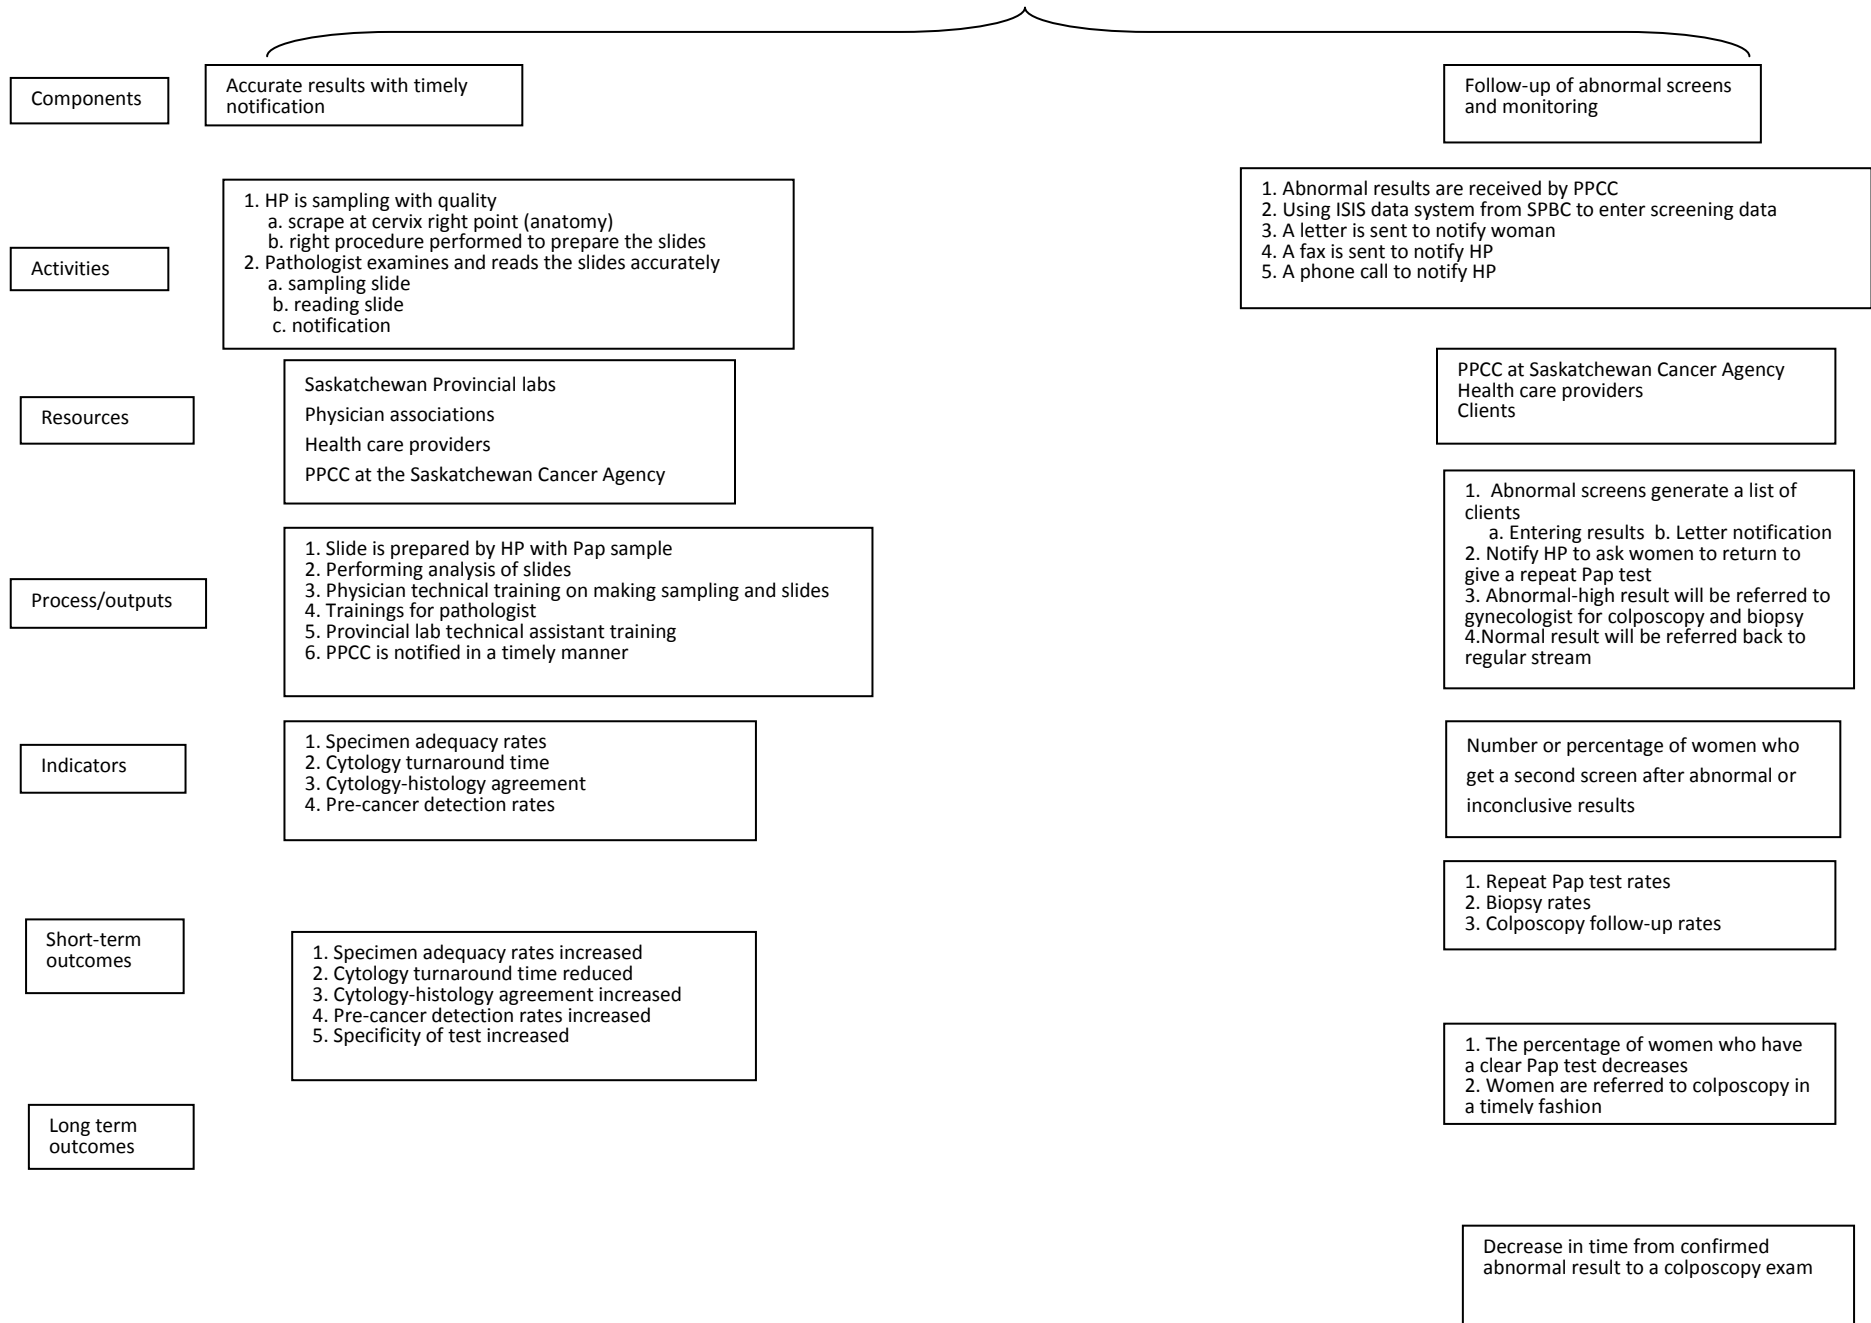 Components
Accurate results with timely
notification
Follow-up of abnormal screens
and monitoring
Activities
1. HP is sampling with quality
a. scrape at cervix right point (anatomy)
b. right procedure performed to prepare the slides
2. Pathologist examines and reads the slides accurately
a. sampling slide
b. reading slide
c. notification
1. Abnormal results are received by PPCC
2. Using ISIS data system from SPBC to enter screening data
3. A letter is sent to notify woman
4. A fax is sent to notify HP
5. A phone call to notify HP
Resources
Saskatchewan Provincial labs
Physician associations
Health care providers
PPCC at the Saskatchewan Cancer Agency
PPCC at Saskatchewan Cancer Agency
Health care providers
Clients
Process/outputs
1. Slide is prepared by HP with Pap sample
2. Performing analysis of slides
3. Physician technical training on making sampling and slides
4. Trainings for pathologist
5. Provincial lab technical assistant training
6. PPCC is notified in a timely manner
1. Abnormal screens generate a list of
clients
a. Entering results b. Letter notification
2. Notify HP to ask women to return to
give a repeat Pap test
3. Abnormal-high result will be referred to
gynecologist for colposcopy and biopsy
4.Normal result will be referred back to
regular stream
Indicators
1. Specimen adequacy rates
2. Cytology turnaround time
3. Cytology-histology agreement
4. Pre-cancer detection rates
Number or percentage of women who
get a second screen after abnormal or
inconclusive results
1. Repeat Pap test rates
2. Biopsy rates
3. Colposcopy follow-up rates
Short-term
outcomes
1. Specimen adequacy rates increased
2. Cytology turnaround time reduced
3. Cytology-histology agreement increased
4. Pre-cancer detection rates increased
5. Specificity of test increased
1. The percentage of women who have
a clear Pap test decreases
2. Women are referred to colposcopy in
a timely fashion
Long term
outcomes
Decrease in time from confirmed
abnormal result to a colposcopy exam